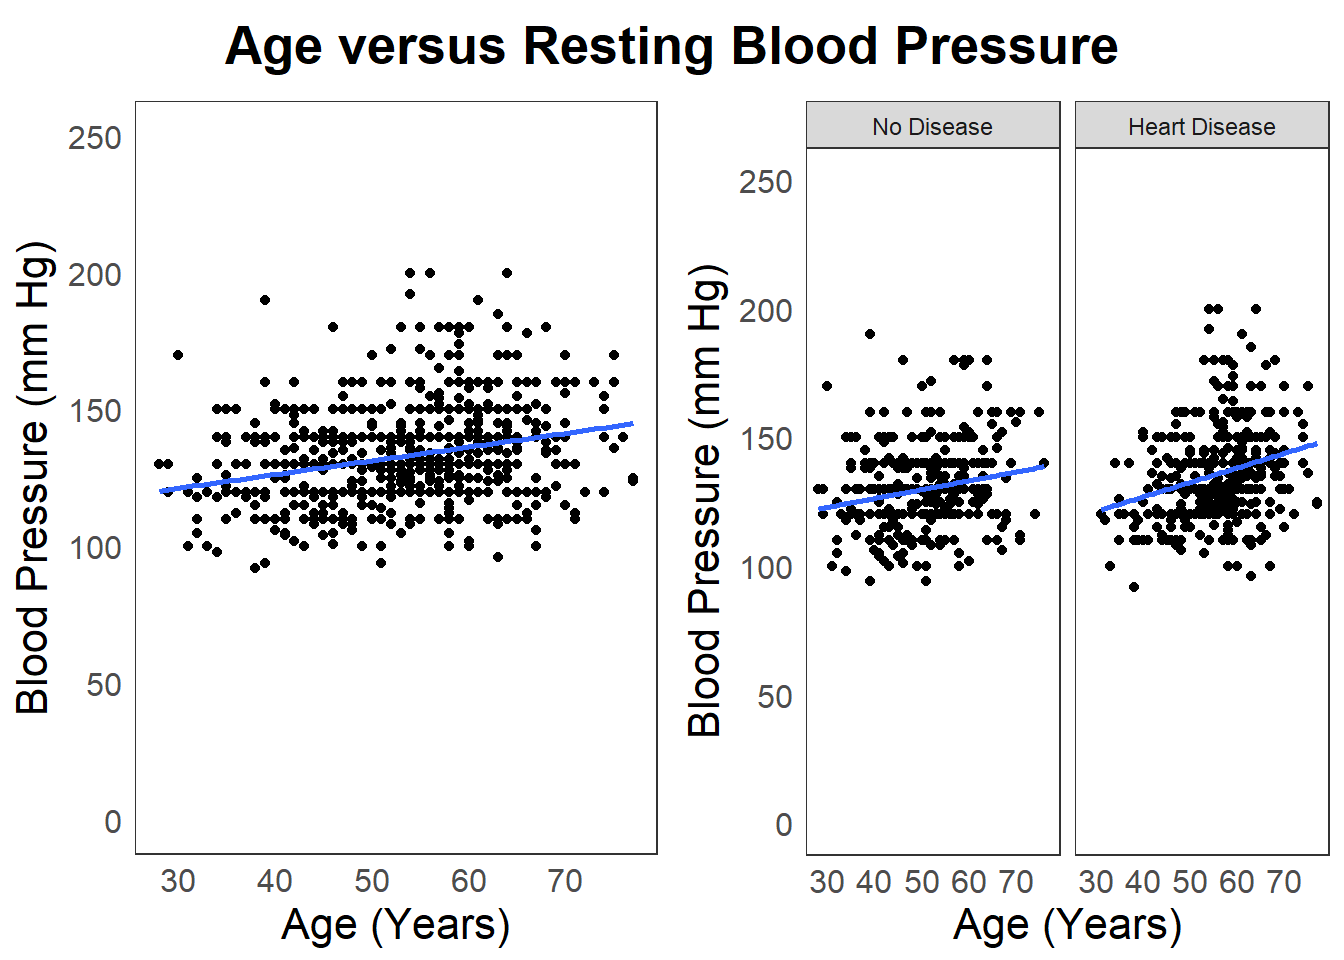 Age versus Resting Blood Pressure
Blood Pressure (mm Hg)
250
200
150
100
50
0
30 40 50 60 70
Age (Years)
No Disease Heart Disease
Blood Pressure (mm Hg)
250
200
150
100
50
0
30 40 50 60 70 30 40 50 60 70
Age (Years)